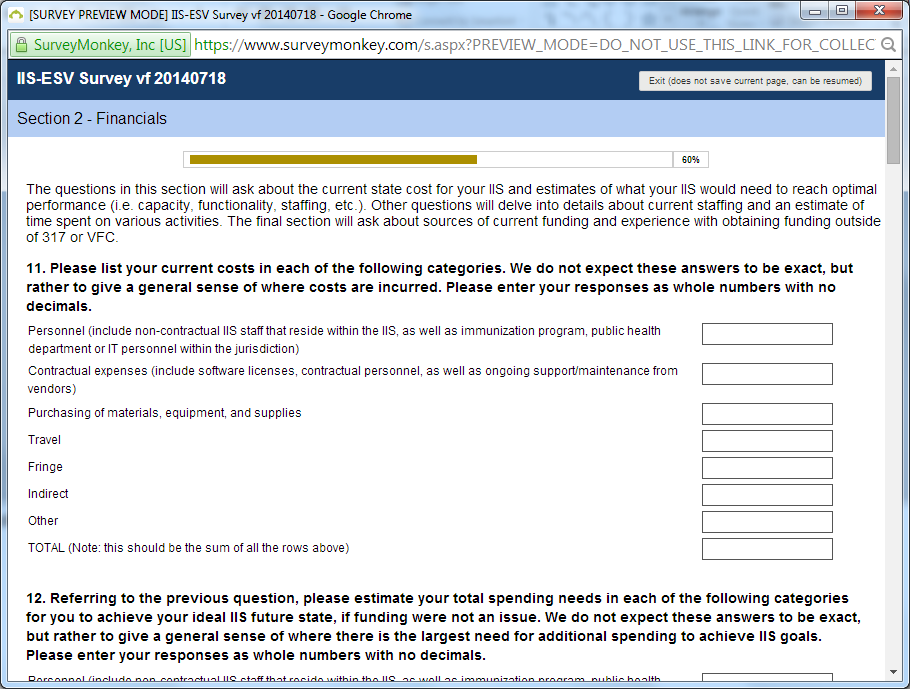 [SURVEY PREVIEW MODE] IIS-ESV Survey vf 20140718 - Google Chrome
SurveyMonkey, Inc [US] https://www.surveymonkey.com/s.aspx?PREVIEW_MODE=DO_NOT_USE_THIS_LINK_FOR_COLLEC
IIS-ESV Survey vf 20140718
Exit (does not save current page, can be resumed)
Section 2 - Financials
60%
The questions in this section will ask about the current state cost for your IIS and estimates of what your IIS would need to reach optimal
performance (i.e. capacity, functionality, staffing, etc.). Other questions will delve into details about current staffing and an estimate of
time spent on various activities. The final section will ask about sources of current funding and experience with obtaining funding outside
of 317 or VFC.
11. Please list your current costs in each of the following categories. We do not expect these answers to be exact, but
rather to give a general sense of where costs are incurred. Please enter your responses as whole numbers with no
decimals.
Personnel (include non-contractual IIS staff that reside within the IIS, as well as immunization program, public health
department or IT personnel within the jurisdiction)
Contractual expenses (include software licenses, contractual personnel, as well as ongoing support/maintenance from
vendors)
Purchasing of materials, equipment, and supplies
Travel
Fringe
Indirect
Other
TOTAL (Note: this should be the sum of all the rows above)
12. Referring to the previous question, please estimate your total spending needs in each of the following categories
for you to achieve your ideal IIS future state, if funding were not an issue. We do not expect these answers to be exact,
but rather to give a general sense of where there is the largest need for additional spending to achieve IIS goals.
Please enter your responses as whole numbers with no decimals.
Personnel (include non-contractual IIS staff that reside within the IIS, as well as immunization program, public health